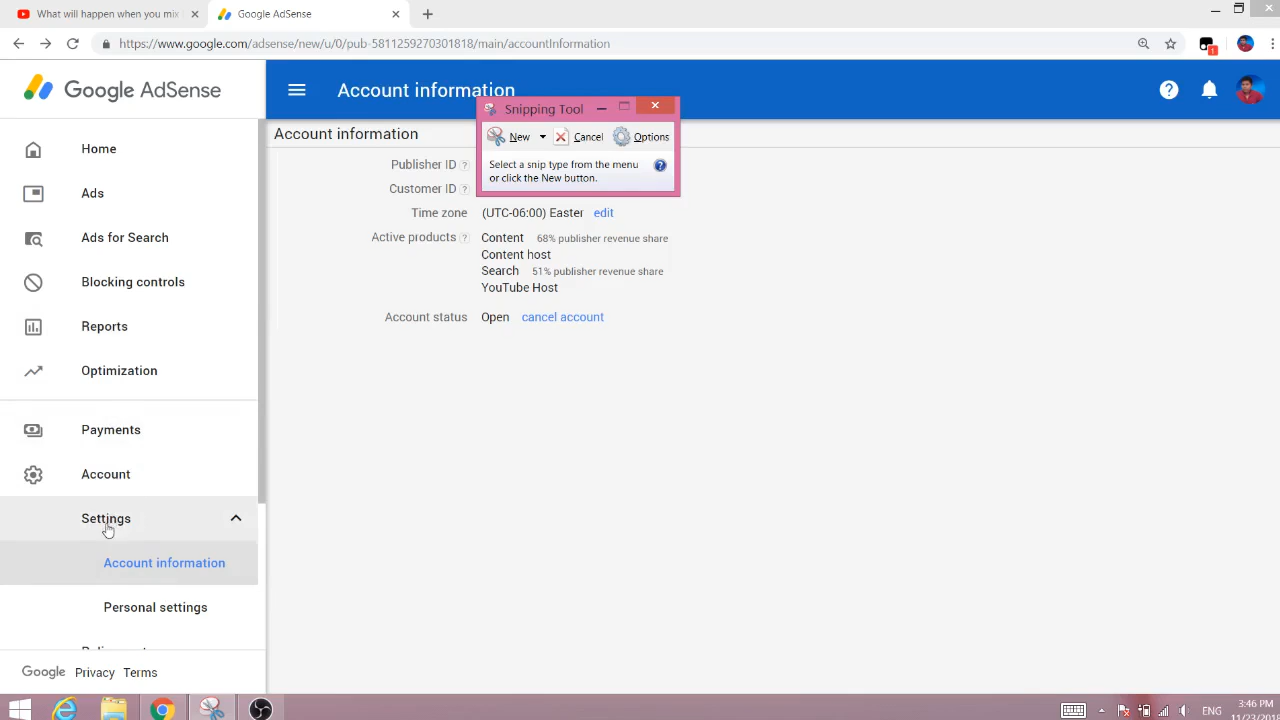 What will happen when you mix
Google AdSense
https://www.google.com/adsense/new/u/0/pub-5811259270301818/main/accountInformation
1
Google AdSense
Account information
Home
Ads
Ads for Search
Blocking controls
Reports
Optimization
Payments
Account
Settings
Account information
Personal settings
Google Privacy Terms
Account information
Publisher ID ?
Customer ID ?
Time zone (UTC-06:00) Easter edit
Active products ? Content 68% publisher revenue share
Content host
Search 51% publisher revenue share
YouTube Host
Account status Open cancel account
Snipping Tool
New Cancel Options
Select a snip type from the menu
or click the New button.
ENG
3:46 PM